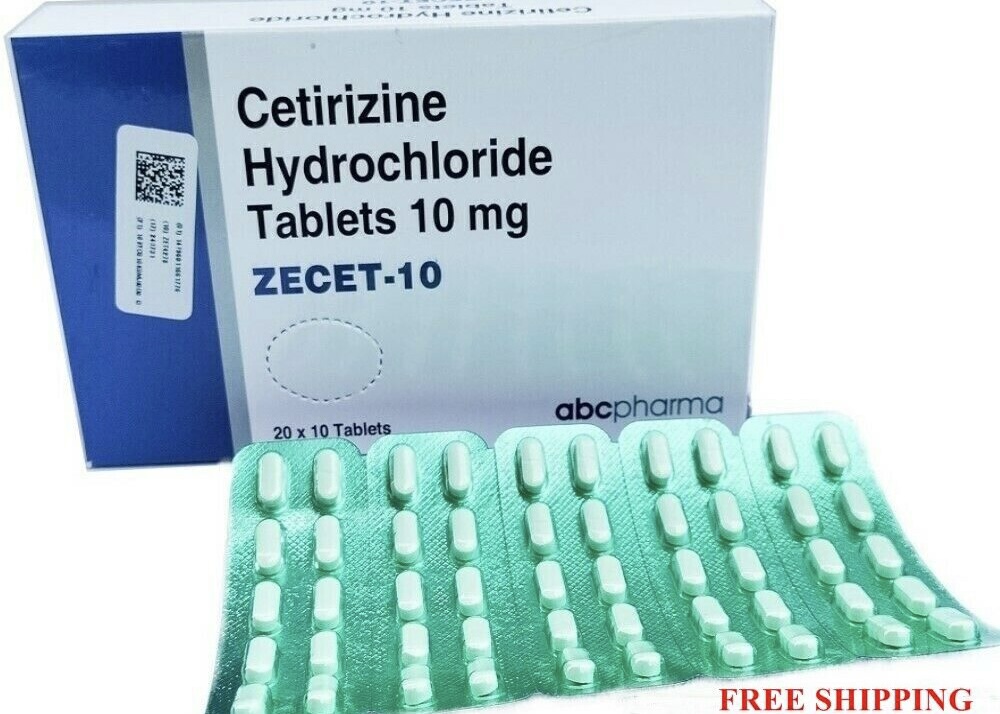 Cetirizine Hydrochloride
Tablets 10 mg
Cetirizine
Hydrochloride
Tablets 10 mg
ZECET-10
20 x 10 Tablets
abcpharma
FREE SHIPPING